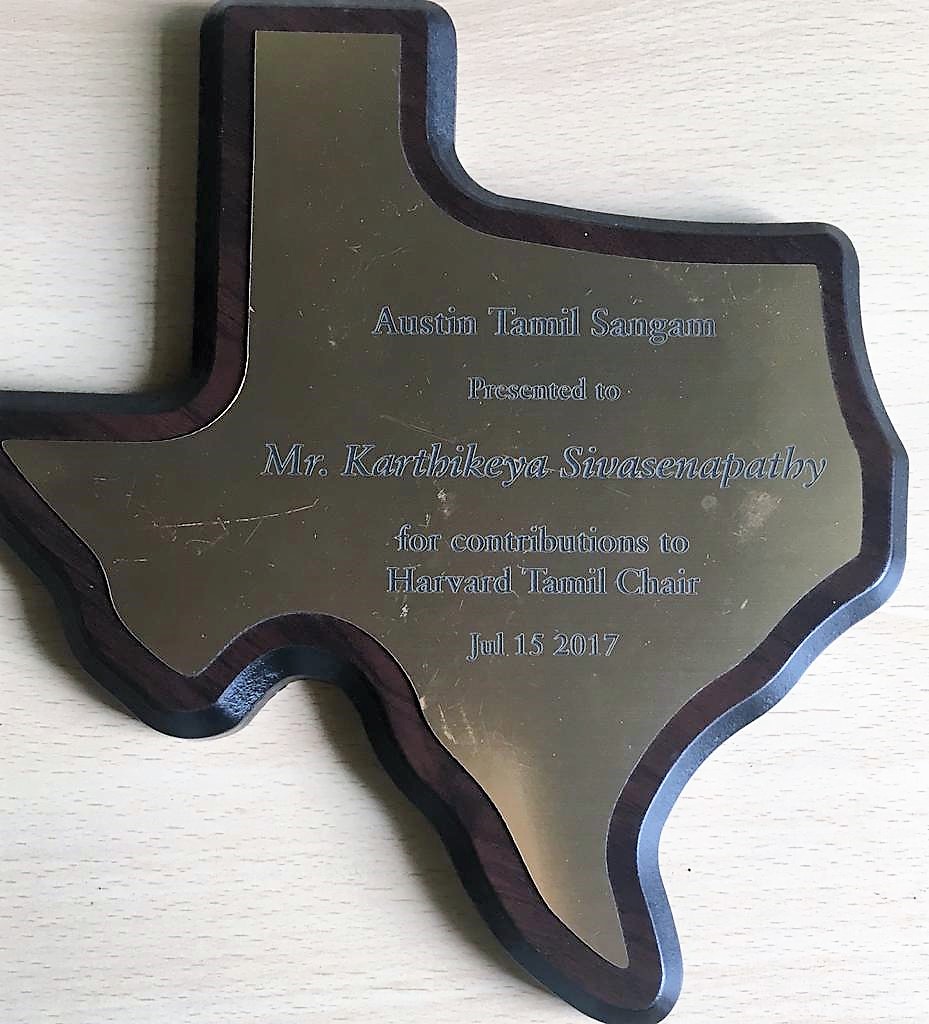 Austin Tamil Sangam
Presented to
Mr. Karthikeya Sivasenapathy
for contributions to
Harvard Tamil Chair
Jul 15 2017